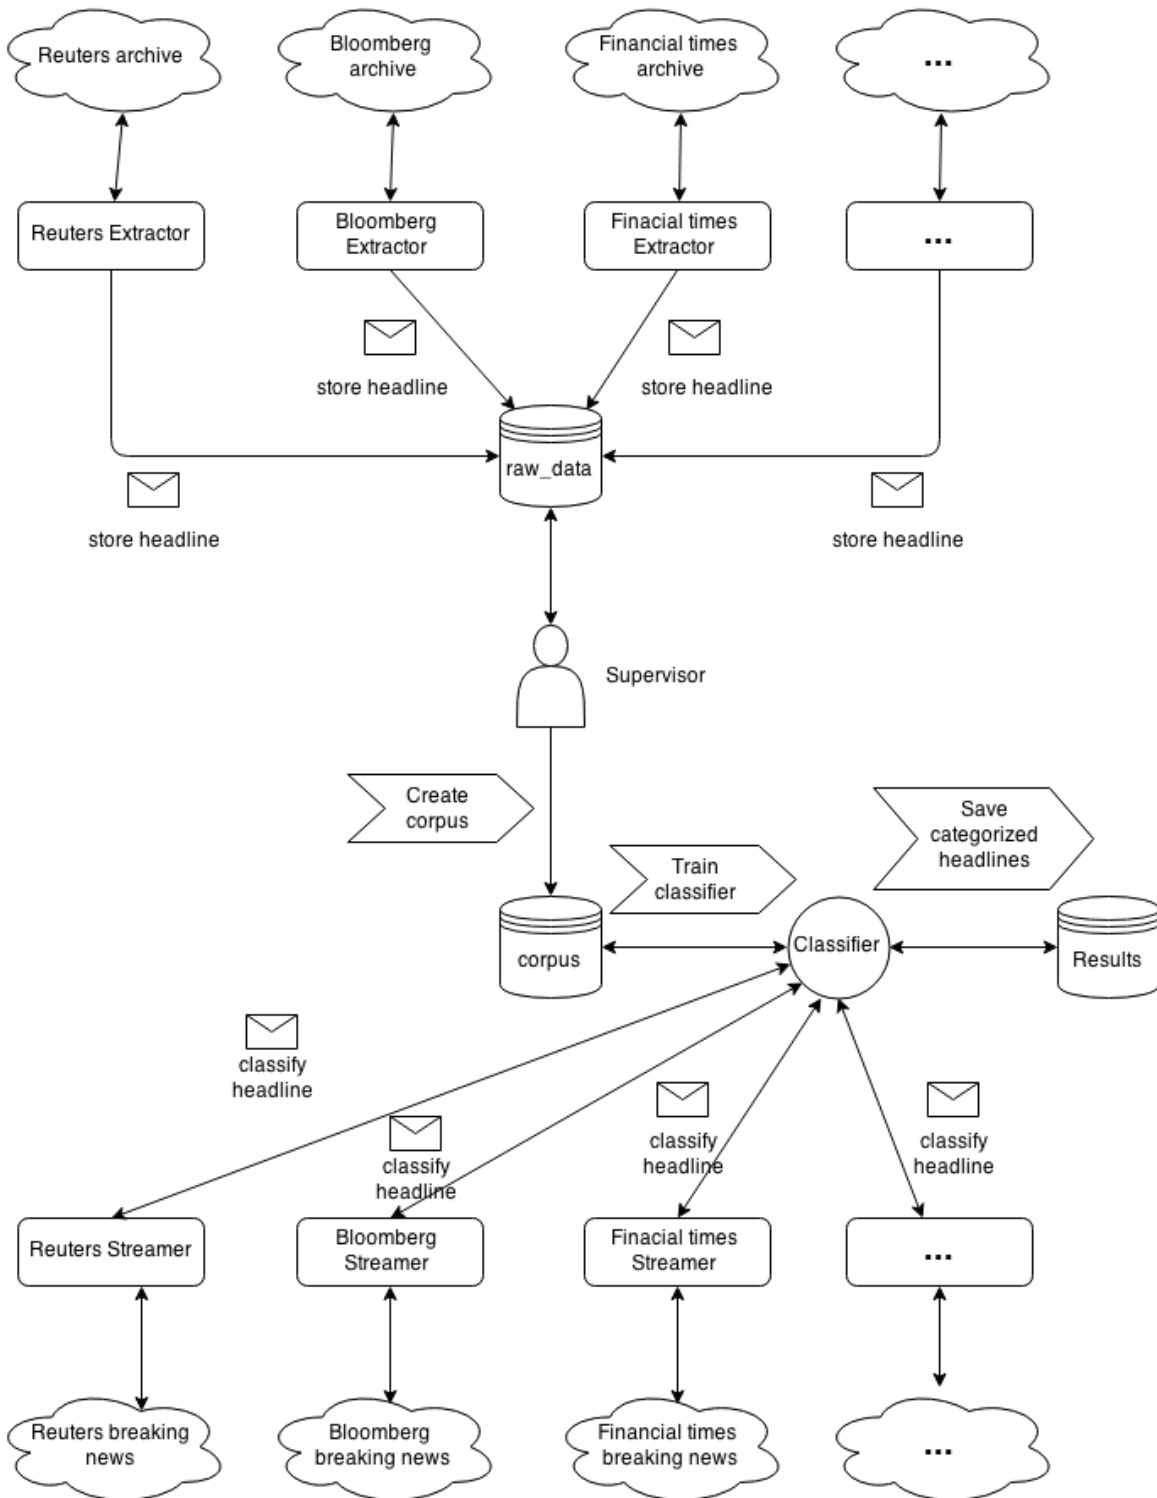 Reuters archive
Bloomberg
archive
Financial times
archive
...
Reuters Extractor
Bloomberg
Extractor
Finacial times
Extractor
...
store headline
store headline
raw_data
store headline
store headline
Supervisor
Create
corpus
Save
categorized
headlines
Train
classifier
corpus
Classifier
Results
classify
headline
classify
headline
classify
headline
classify
headline
Reuters Streamer
Bloomberg
Streamer
Finacial times
Streamer
...
Reuters breaking
news
Bloomberg
breaking news
Financial times
breaking news
...